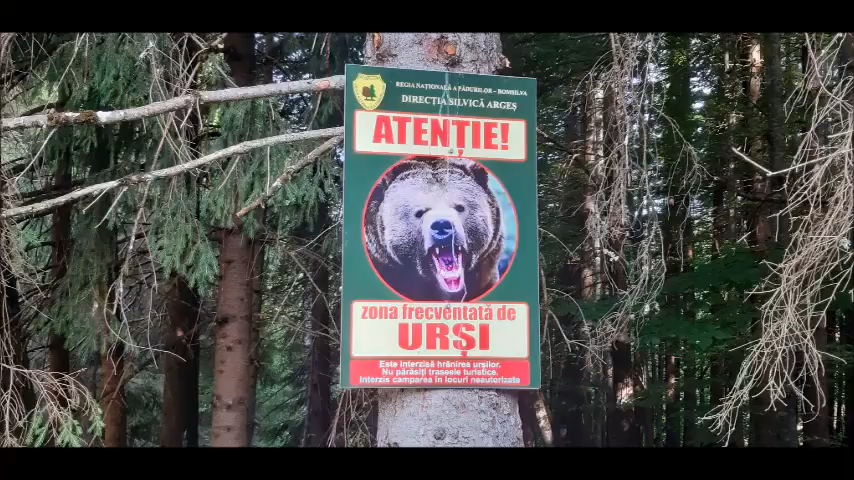 REGIA NAȚIONALĂ A PĂDURILOR – ROMSILVA
DIRECȚIA SILVICĂ ARGEȘ
ATENȚIE!
zona frecventată de
URȘI
Este interzisă hrănirea urșilor.
Nu părăsiți traseele turistice.
Interzis camparea în locuri neautorizate